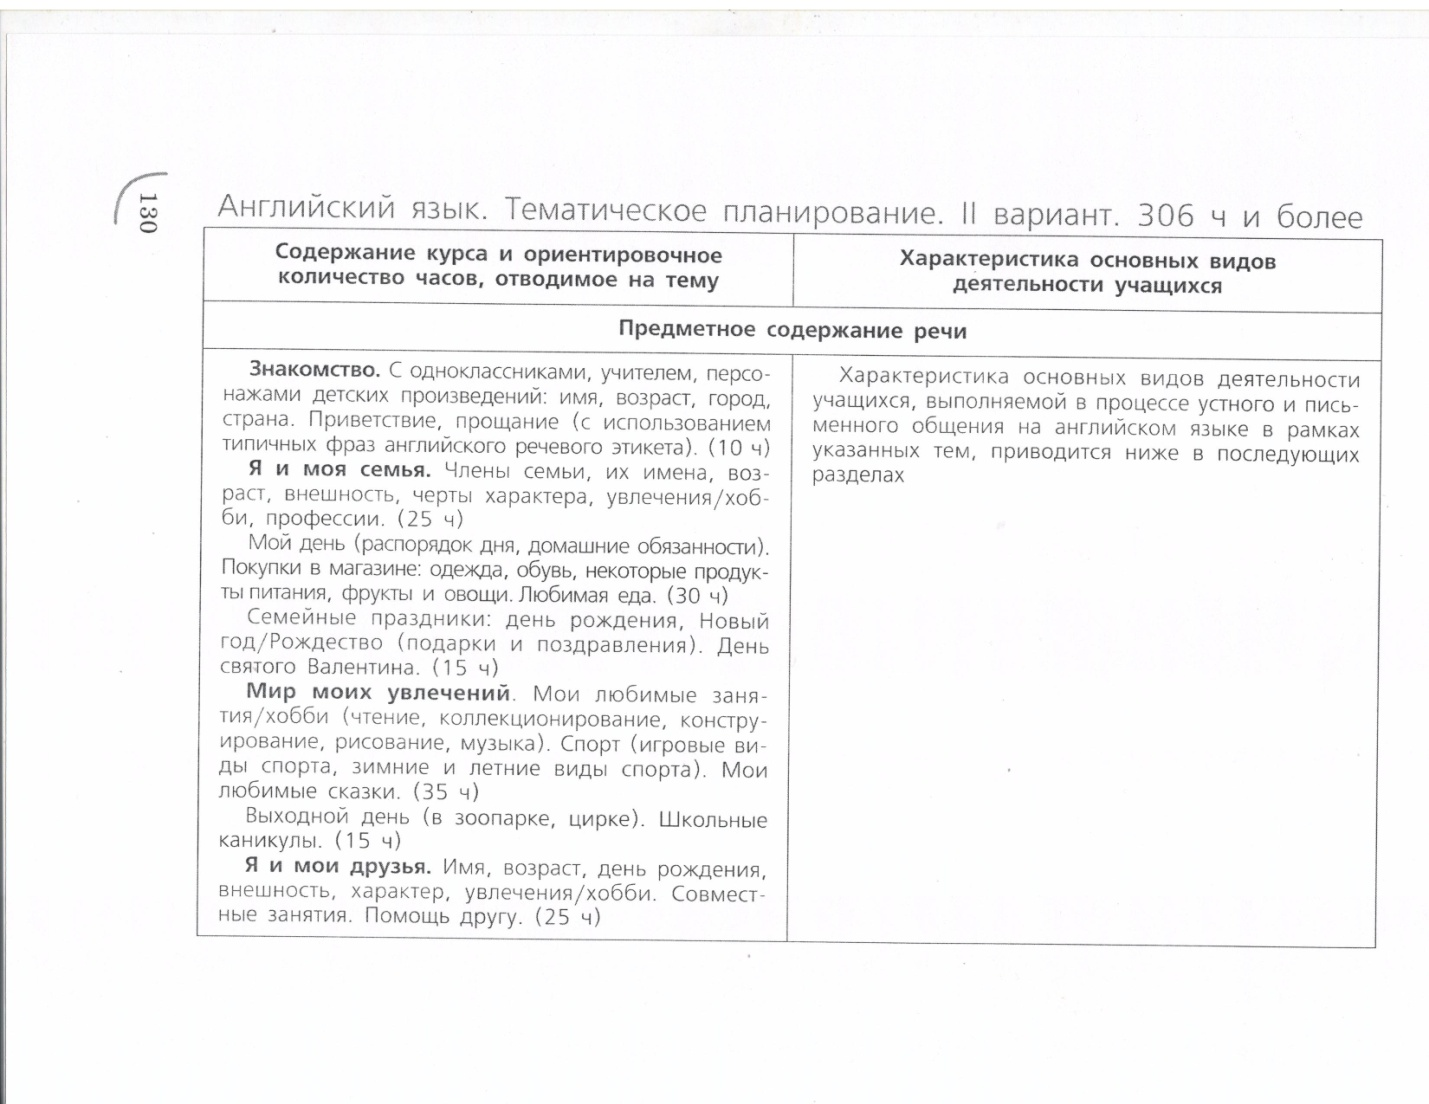 130
Английский язык. Тематическое планирование. II вариант. 306 ч и более
Содержание курса и ориентировочное
количество часов, отводимое на тему
Характеристика основных видов
деятельности учащихся
Предметное содержание речи
Знакомство. С одноклассниками, учителем, персо-
нажами детских произведений: имя, возраст, город,
страна. Приветствие, прощание (с использованием
типичных фраз английского речевого этикета). (10 ч)
Я и моя семья. Члены семьи, их имена, воз-
раст, внешность, черты характера, увлечения/хоб-
би, профессии. (25 ч)
Мой день (распорядок дня, домашние обязанности).
Покупки в магазине: одежда, обувь, некоторые продук-
ты питания, фрукты и овощи. Любимая еда. (30 ч)
Семейные праздники: день рождения, Новый
год/Рождество (подарки и поздравления). День
святого Валентина. (15 ч)
Мир моих увлечений. Мои любимые заня-
тия/хобби (чтение, коллекционирование, констру-
ирование, рисование, музыка). Спорт (игровые ви-
ды спорта, зимние и летние виды спорта). Мои
любимые сказки. (35 ч)
Выходной день (в зоопарке, цирке). Школьные
каникулы. (15 ч)
Я и мои друзья. Имя, возраст, день рождения,
внешность, характер, увлечения/хобби. Совмест-
ные занятия. Помощь другу. (25 ч)
Характеристика основных видов деятельности
учащихся, выполняемой в процессе устного и пись-
менного общения на английском языке в рамках
указанных тем, приводится ниже в последующих
разделах